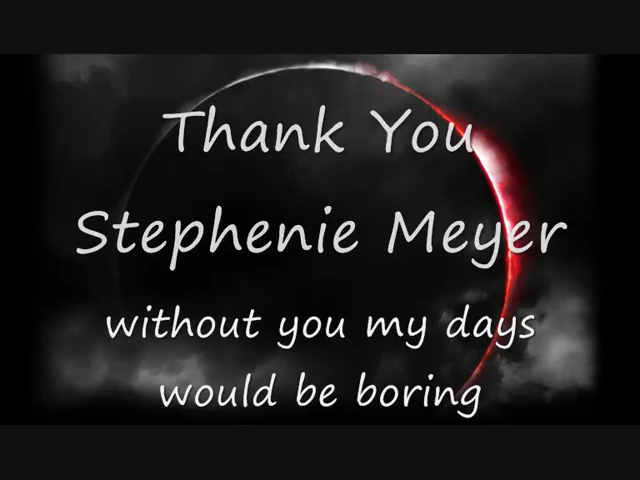 Thank You
Stephenie Meyer
without you my days
would be boring